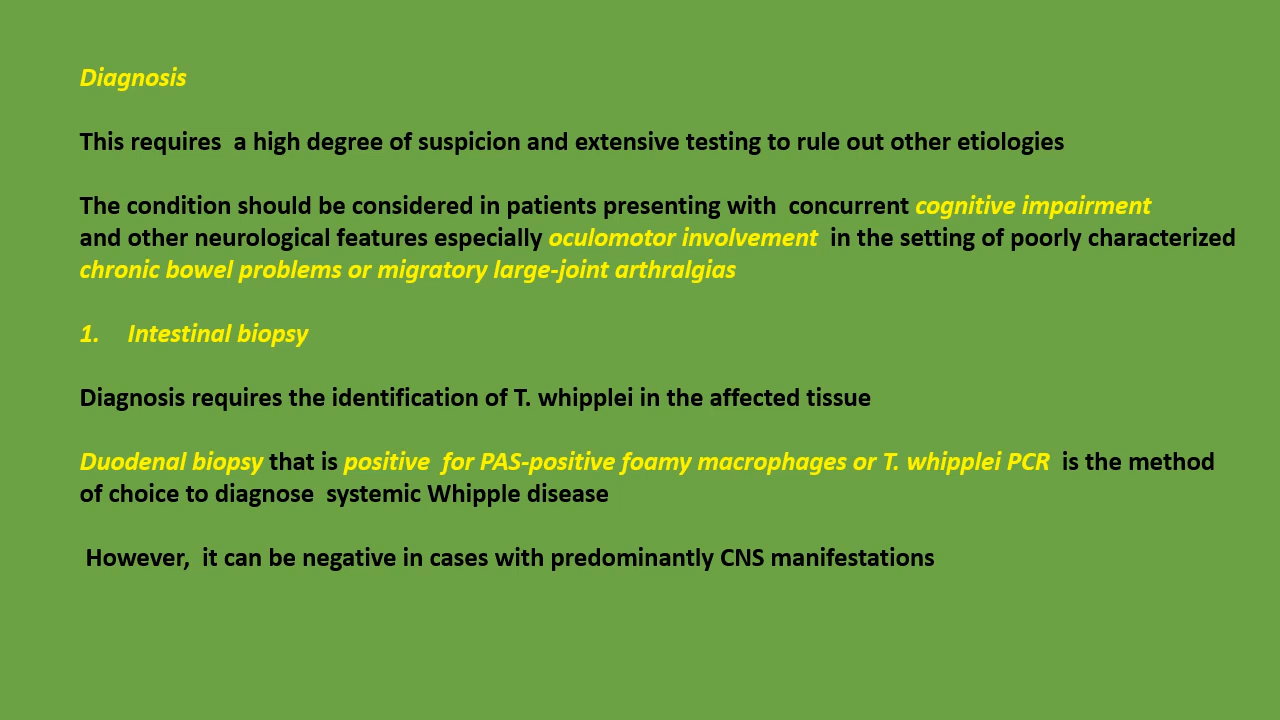 Diagnosis
This requires  a high degree of suspicion and extensive testing to rule out other etiologies
The condition should be considered in patients presenting with  concurrent cognitive impairment
and other neurological features especially oculomotor involvement  in the setting of poorly characterized
chronic bowel problems or migratory large-joint arthralgias
1. Intestinal biopsy
Diagnosis requires the identification of T. whipplei in the affected tissue
Duodenal biopsy that is positive  for PAS-positive foamy macrophages or T. whipplei PCR  is the method
of choice to diagnose  systemic Whipple disease
However,  it can be negative in cases with predominantly CNS manifestations